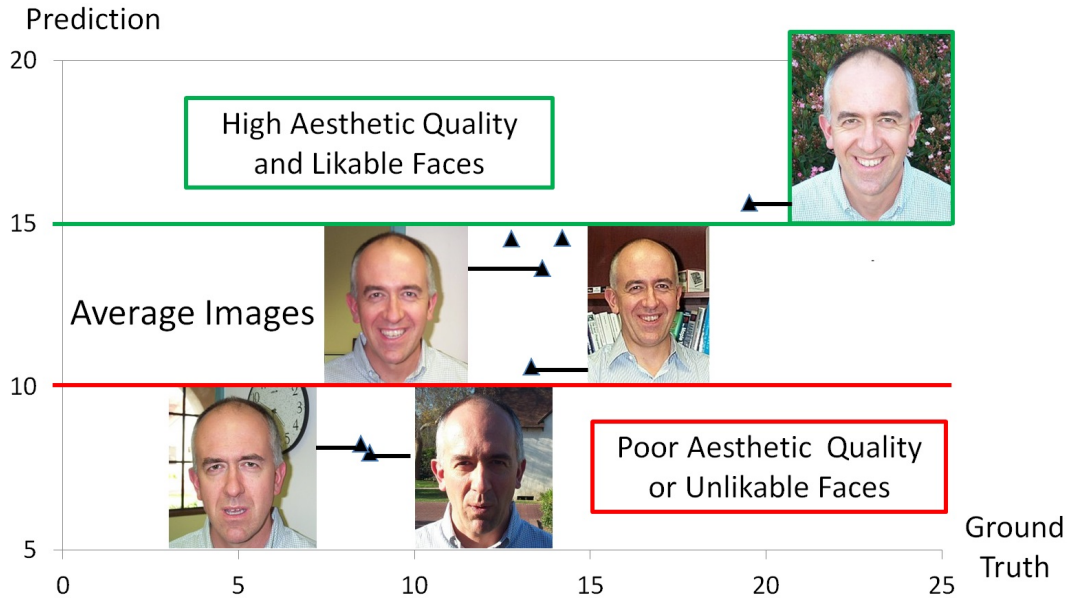 Prediction
20
High Aesthetic Quality
and Likable Faces
15
Average Images
10
Poor Aesthetic  Quality
or Unlikable Faces
Ground
Truth
5
0
5
10
15
20
25